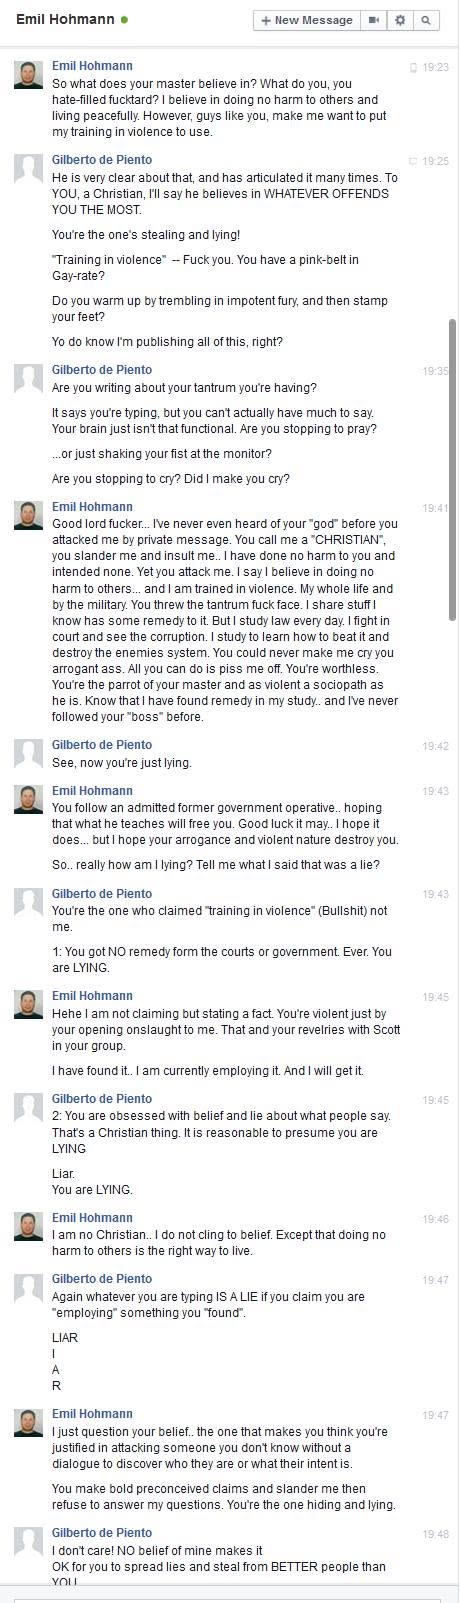 Emil Hohmann
+ New Message
Emil Hohmann
19:23
So what does your master believe in? What do you, you
hate-filled fucktard? I believe in doing no harm to others and
living peacefully. However, guys like you, make me want to put
my training in violence to use.
Gilberto de Piento
19:25
He is very clear about that, and has articulated it many times. To
YOU, a Christian, I'll say he believes in WHATEVER OFFENDS
YOU THE MOST.
You're the one's stealing and lying!
"Training in violence" -- Fuck you. You have a pink-belt in
Gay-rate?
Do you warm up by trembling in impotent fury, and then stamp
your feet?
Yo do know I'm publishing all of this, right?
Gilberto de Piento
19:35
Are you writing about your tantrum you're having?
It says you're typing, but you can't actually have much to say.
Your brain just isn't that functional. Are you stopping to pray?
...or just shaking your fist at the monitor?
Are you stopping to cry? Did I make you cry?
Emil Hohmann
19:41
Good lord fucker... I've never even heard of your "god" before you
attacked me by private message. You call me a "CHRISTIAN",
you slander me and insult me.. I have done no harm to you and
intended none. Yet you attack me. I say I believe in doing no
harm to others... and I am trained in violence. My whole life and
by the military. You threw the tantrum fuck face. I share stuff I
know has some remedy to it. But I study law every day. I fight in
court and see the corruption. I study to learn how to beat it and
destroy the enemies system. You could never make me cry you
arrogant ass. All you can do is piss me off. You're worthless.
You're the parrot of your master and as violent a sociopath as
he is. Know that I have found remedy in my study.. and I've never
followed your "boss" before.
Gilberto de Piento
19:42
See, now you're just lying.
Emil Hohmann
19:43
You follow an admitted former government operative.. hoping
that what he teaches will free you. Good luck it may.. I hope it
does... but I hope your arrogance and violent nature destroy you.
So.. really how am I lying? Tell me what I said that was a lie?
Gilberto de Piento
19:43
You're the one who claimed "training in violence" (Bullshit) not
me.
1: You got NO remedy form the courts or government. Ever. You
are LYING.
Emil Hohmann
19:45
Hehe I am not claiming but stating a fact. You're violent just by
your opening onslaught to me. That and your revelries with Scott
in your group.
I have found it.. I am currently employing it. And I will get it.
Gilberto de Piento
19:45
2: You are obsessed with belief and lie about what people say.
That's a Christian thing. It is reasonable to presume you are
LYING
Liar.
You are LYING.
Emil Hohmann
19:46
I am no Christian.. I do not cling to belief. Except that doing no
harm to others is the right way to live.
Gilberto de Piento
19:47
Again whatever you are typing IS A LIE if you claim you are
"employing" something you "found".
LIAR
I
A
R
Emil Hohmann
19:47
I just question your belief.. the one that makes you think you're
justified in attacking someone you don't know without a
dialogue to discover who they are or what their intent is.
You make bold preconceived claims and slander me then
refuse to answer my questions. You're the one hiding and lying.
Gilberto de Piento
19:48
I don't care! NO belief of mine makes it
OK for you to spread lies and steal from BETTER people than
YOU